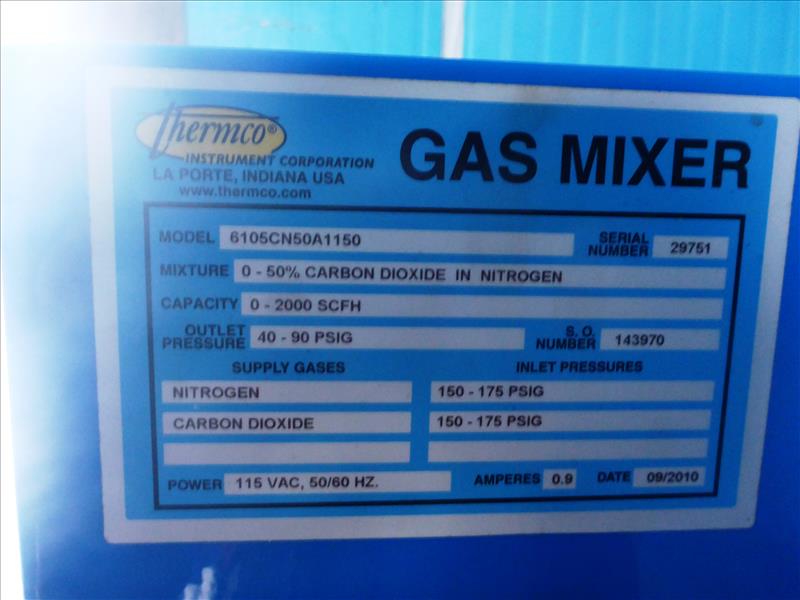 thermco®
INSTRUMENT CORPORATION
LA PORTE, INDIANA USA
www.thermco.com
GAS MIXER
MODEL 6105CN50A1150 SERIAL NUMBER 29751
MIXTURE 0 - 50% CARBON DIOXIDE IN NITROGEN
CAPACITY 0 - 2000 SCFH
OUTLET PRESSURE 40 - 90 PSIG S. O. NUMBER 143970
SUPPLY GASES INLET PRESSURES
NITROGEN 150 - 175 PSIG
CARBON DIOXIDE 150 - 175 PSIG
POWER 115 VAC, 50/60 HZ. AMPERES 0.9 DATE 09/2010